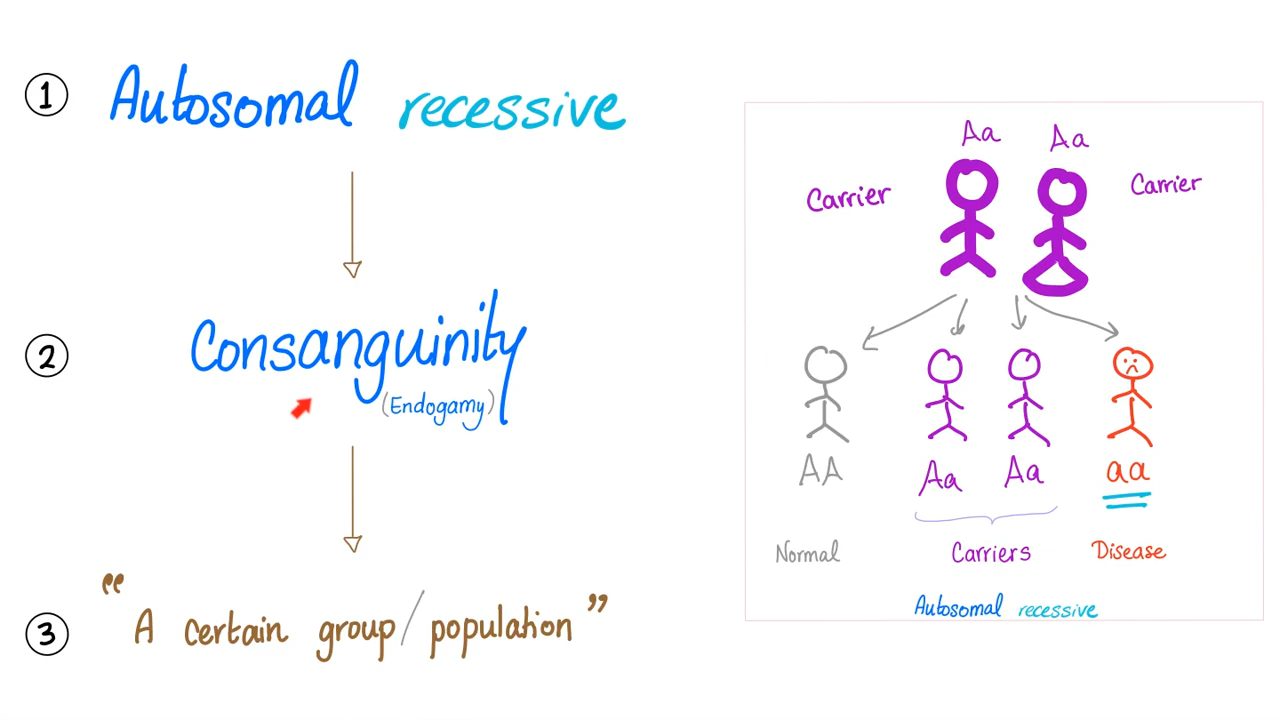 1 Autosomal recessive
2 Consanguinity
(Endogamy)
3 “A certain group/population”
Aa Aa
Carrier Carrier
AA Aa Aa aa
Normal Carriers Disease
Autosomal recessive